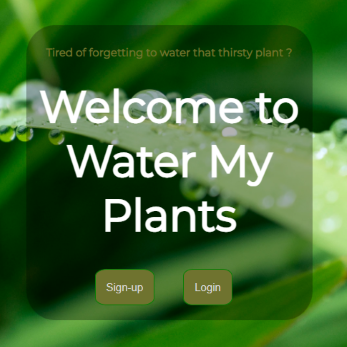 Tired of forgetting to water that thirsty plant ?
Welcome to
Water My
Plants
Sign-up
Login